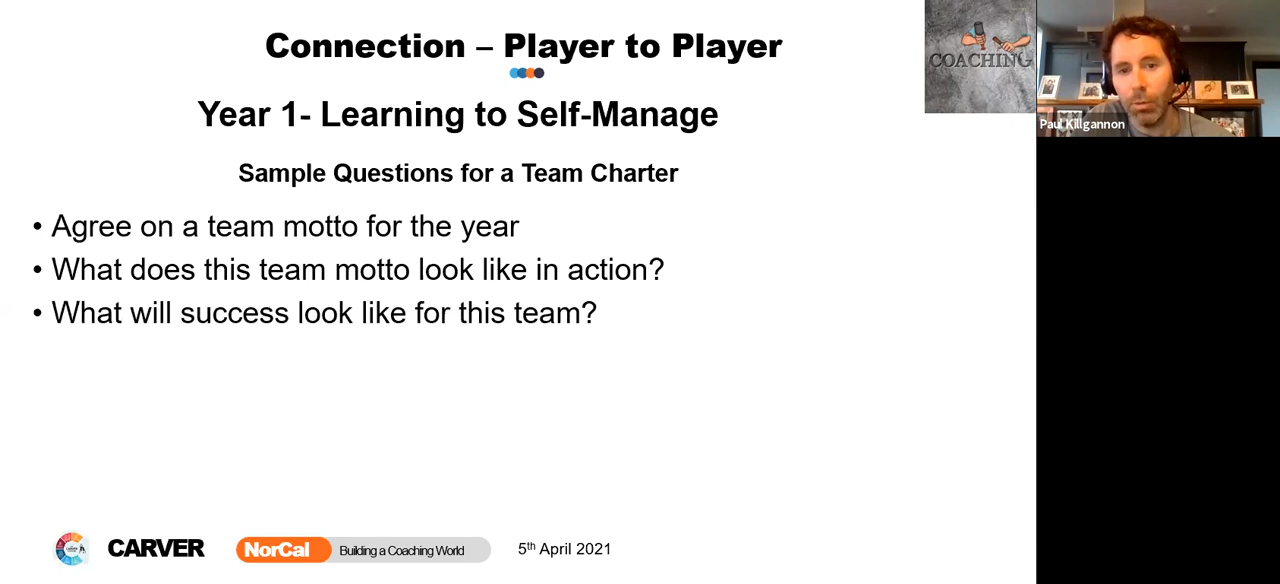 Connection – Player to Player
Year 1- Learning to Self-Manage
Sample Questions for a Team Charter
• Agree on a team motto for the year
• What does this team motto look like in action?
• What will success look like for this team?
COACHING
Paul Killgannon
CARVER
NorCal Building a Coaching World
5th April 2021